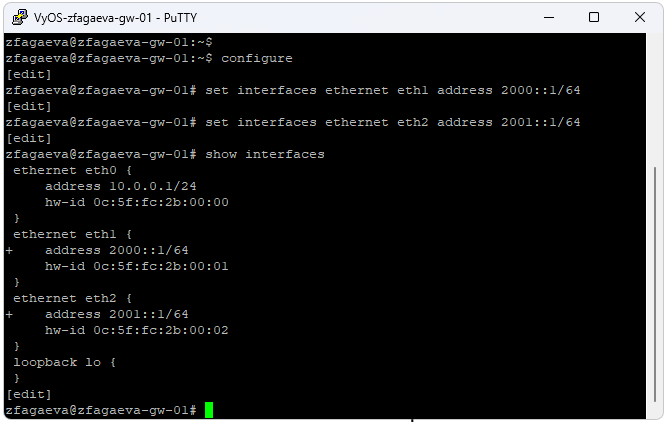 VyOS-zfagaeva-gw-01 - PuTTY
zfagaeva@zfagaeva-gw-01:~$
zfagaeva@zfagaeva-gw-01:~$ configure
[edit]
zfagaeva@zfagaeva-gw-01# set interfaces ethernet eth1 address 2000::1/64
[edit]
zfagaeva@zfagaeva-gw-01# set interfaces ethernet eth2 address 2001::1/64
[edit]
zfagaeva@zfagaeva-gw-01# show interfaces
 ethernet eth0 {
     address 10.0.0.1/24
     hw-id 0c:5f:fc:2b:00:00
 }
 ethernet eth1 {
+    address 2000::1/64
     hw-id 0c:5f:fc:2b:00:01
 }
 ethernet eth2 {
+    address 2001::1/64
     hw-id 0c:5f:fc:2b:00:02
 }
 loopback lo {
 }
[edit]
zfagaeva@zfagaeva-gw-01#